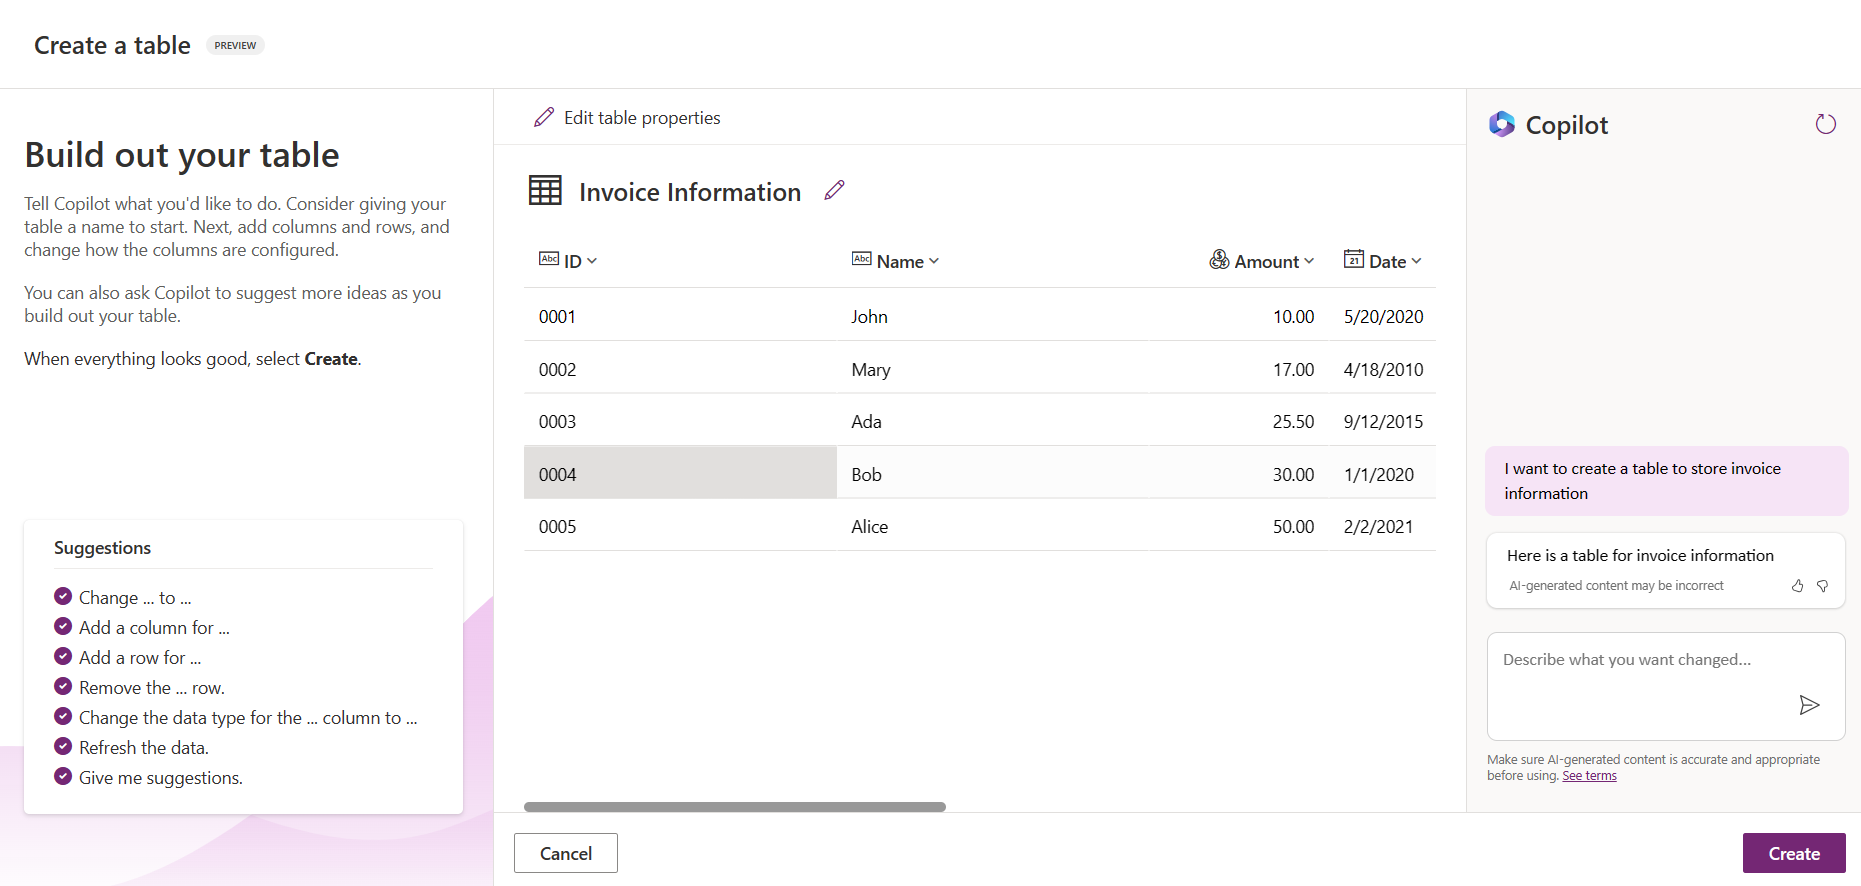 Create a table PREVIEW
Build out your table
Tell Copilot what you'd like to do. Consider giving your
table a name to start. Next, add columns and rows, and
change how the columns are configured.
You can also ask Copilot to suggest more ideas as you
build out your table.
When everything looks good, select Create.
Suggestions
Change ... to ...
Add a column for ...
Add a row for ...
Remove the ... row.
Change the data type for the ... column to ...
Refresh the data.
Give me suggestions.
Edit table properties
Invoice Information
Abc ID Abc Name Amount 21 Date
0001 John 10.00 5/20/2020
0002 Mary 17.00 4/18/2010
0003 Ada 25.50 9/12/2015
0004 Bob 30.00 1/1/2020
0005 Alice 50.00 2/2/2021
Cancel
Copilot
I want to create a table to store invoice
information
Here is a table for invoice information
AI-generated content may be incorrect
Describe what you want changed...
Make sure AI-generated content is accurate and appropriate
before using. See terms
Create